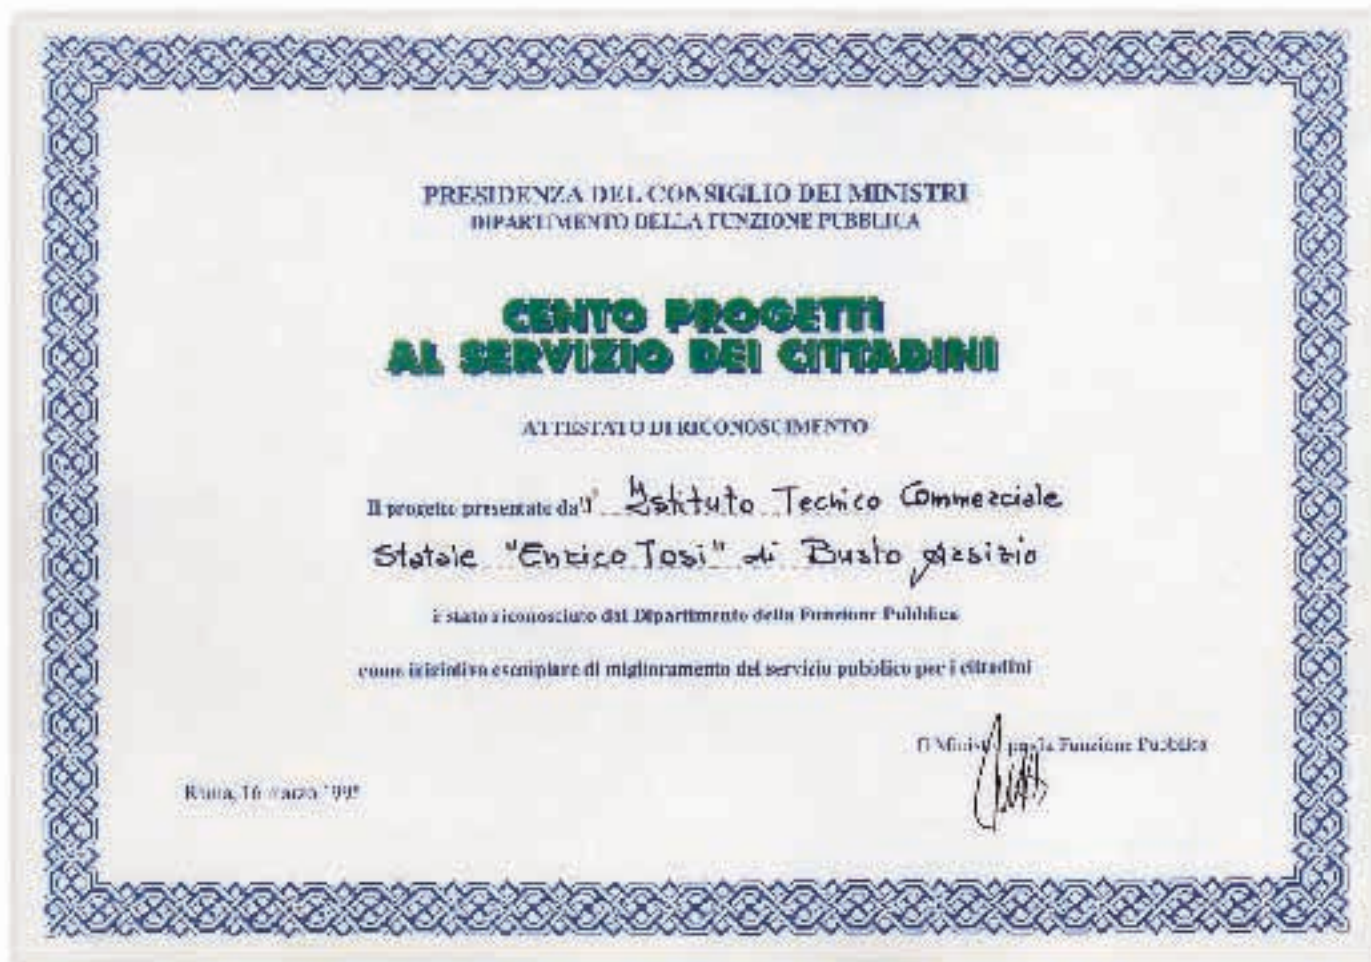 PRESIDENZA DEL CONSIGLIO DEI MINISTRI
DIPARTIMENTO DELLA FUNZIONE PUBBLICA
CENTO PROGETTI
AL SERVIZIO DEI CITTADINI
ATTESTATO DI RICONOSCIMENTO
Il progetto presentato dall' Istituto Tecnico Commerciale
Statale "Enrico Tosi" di Busto Arsizio
è stato riconosciuto dal Dipartimento della Funzione Pubblica
come iniziativa esemplare di miglioramento del servizio pubblico per i cittadini
Il Ministro per la Funzione Pubblica
Roma, 16 marzo